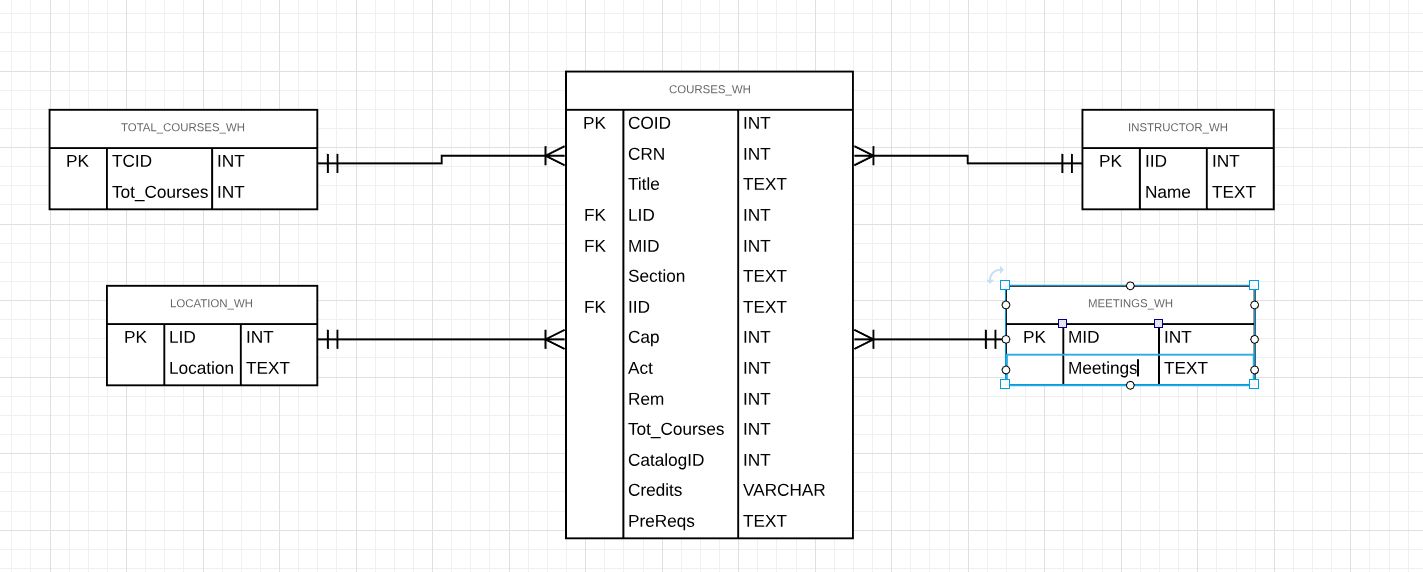 COURSES_WH
PK COID INT
CRN INT
Title TEXT
FK LID INT
FK MID INT
Section TEXT
FK IID TEXT
Cap INT
Act INT
Rem INT
Tot_Courses INT
CatalogID INT
Credits VARCHAR
PreReqs TEXT
TOTAL_COURSES_WH
PK TCID INT
Tot_Courses INT
INSTRUCTOR_WH
PK IID INT
Name TEXT
LOCATION_WH
PK LID INT
Location TEXT
MEETINGS_WH
PK MID INT
Meetings TEXT